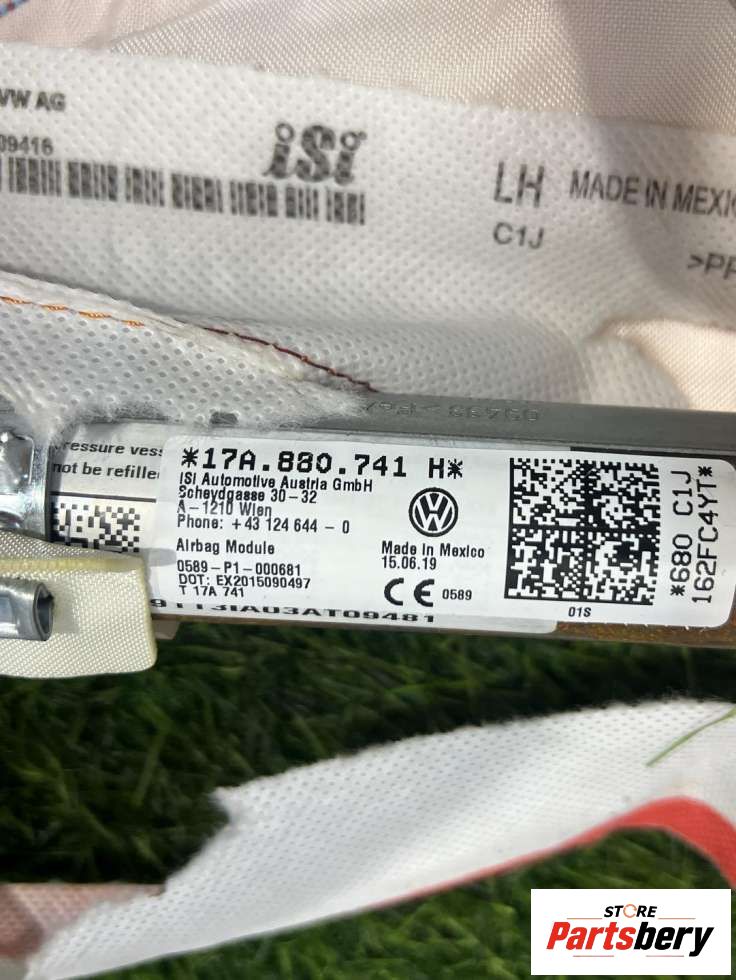 VW AG
09416
iSi
LH
MADE IN MEXIC
C1J
>PP
ressure vess
not be refille
*17A.880.741 H*
ISI Automotive Austria GmbH
Scheydgasse 30-32
A-1210 Wien
Phone: +43 124 644 - 0
Airbag Module
0589-P1-000681
DOT: EX2015090497
T 17A 741
Made in Mexico
15.06.19
CE 0589
01S
*680 C1J
162FC4YT*
9113IA03AT09481
STORE
Partsbery